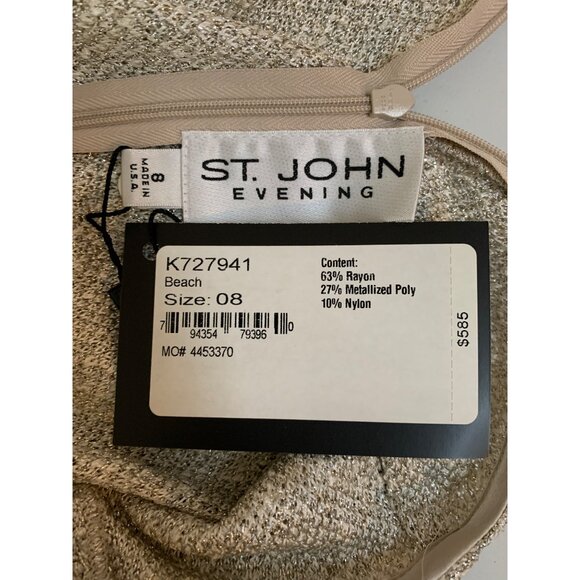 8
MADE IN
U.S.A.
ST. JOHN
EVENING
K727941
Beach
Size: 08
7 94354 79396 0
MO# 4453370
Content:
63% Rayon
27% Metallized Poly
10% Nylon
$585